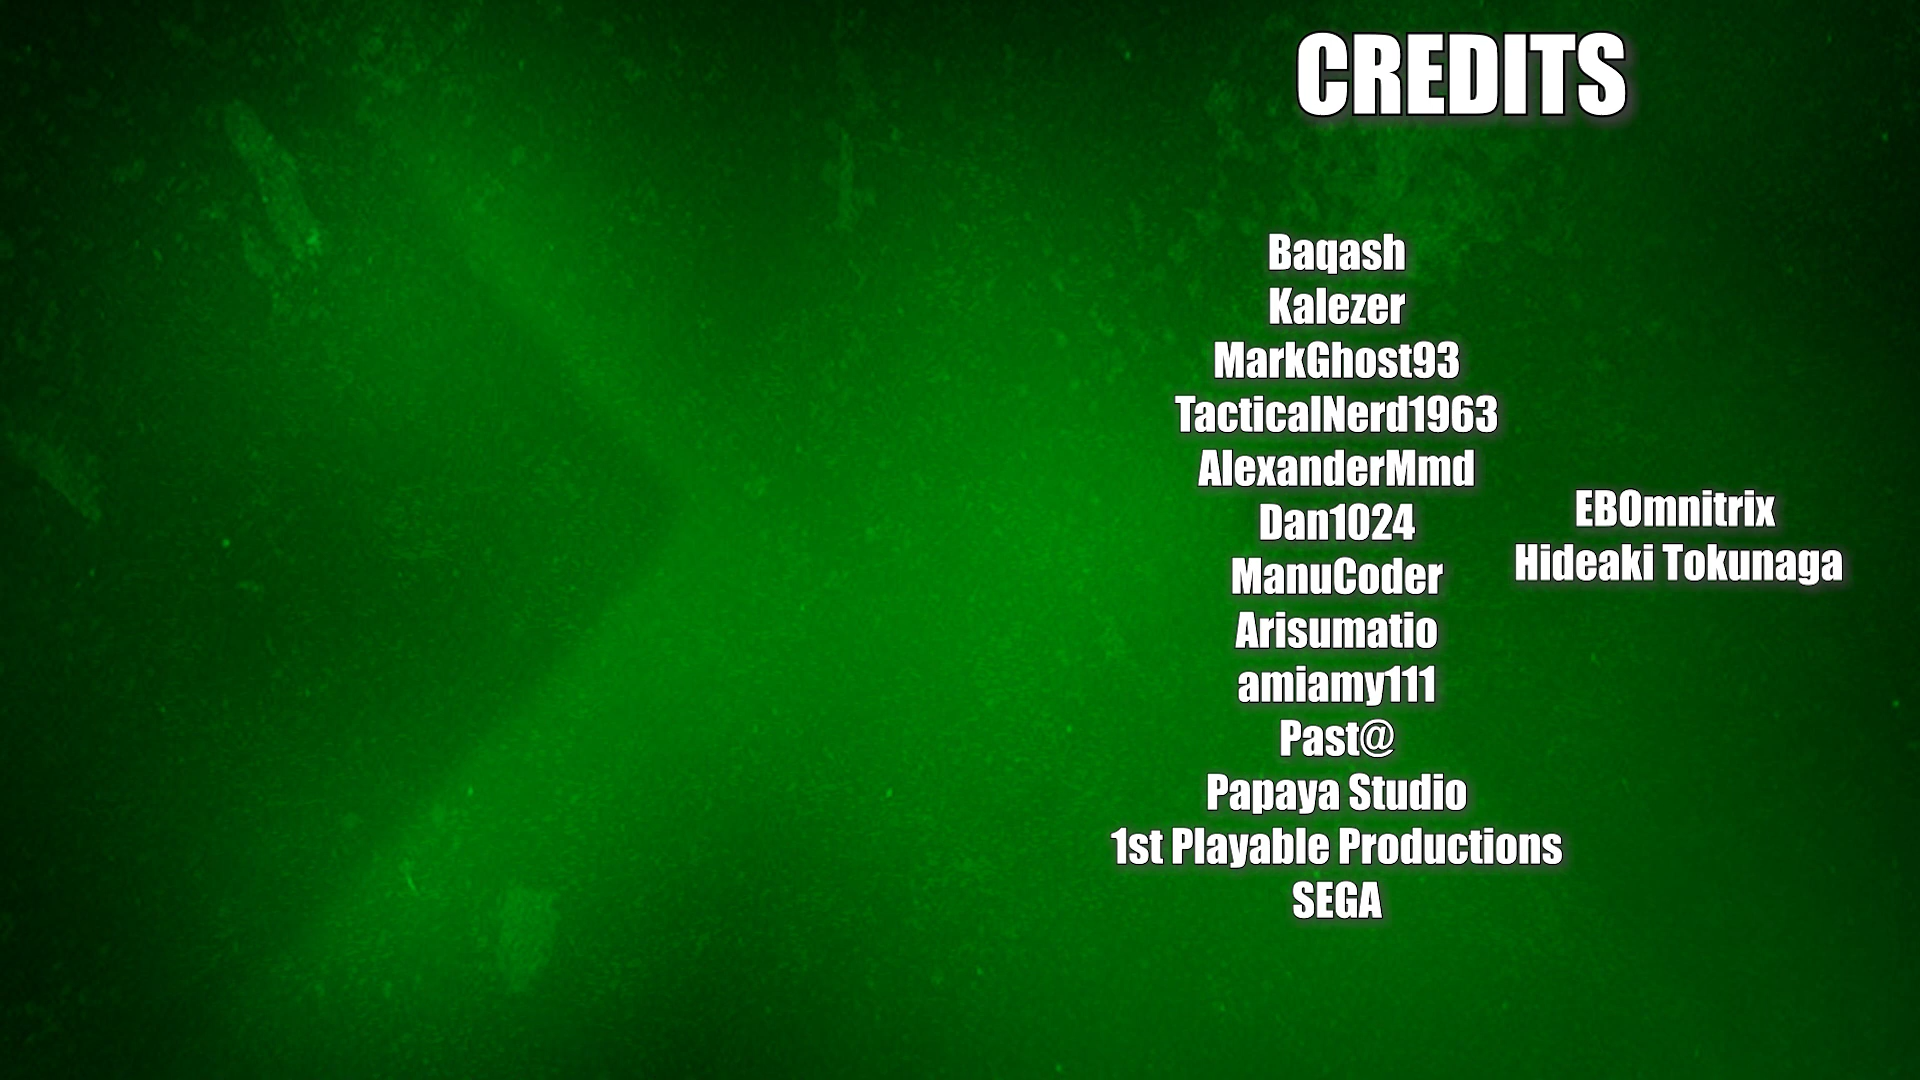 CREDITS
Baqash
Kalezer
MarkGhost93
TacticalNerd1963
AlexanderMmd
Dan1024
ManuCoder
Arisumatio
amiamy111
Past@
Papaya Studio
1st Playable Productions
SEGA
EBOmnitrix
Hideaki Tokunaga